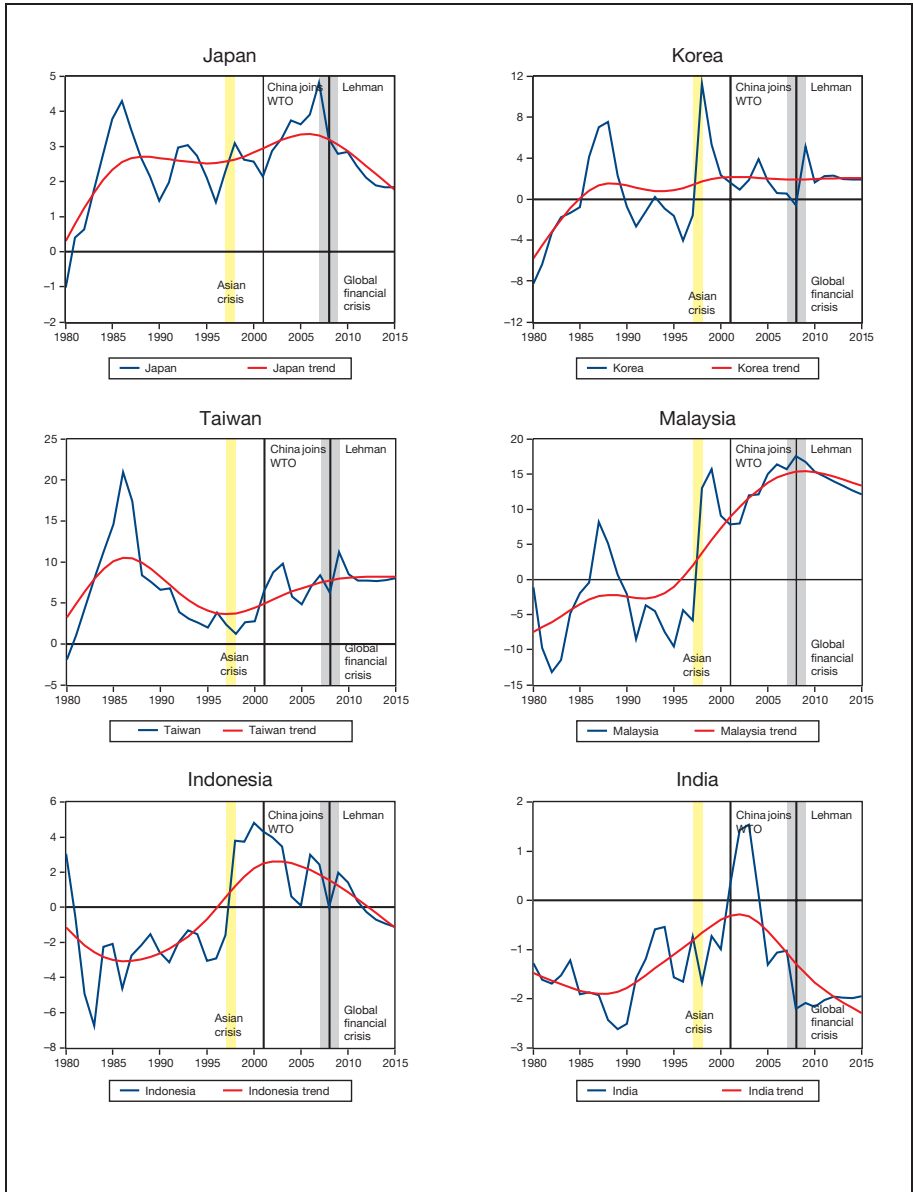 Japan
5
4
3
2
1
0
−1
−2
China joins
WTO
Lehman
Asian
crisis
Global
financial
crisis
1980 1985 1990 1995 2000 2005 2010 2015
Japan Japan trend
Korea
12
8
4
0
−4
−8
−12
China joins
WTO
Lehman
Asian
crisis
Global
financial
crisis
1980 1985 1990 1995 2000 2005 2010 2015
Korea Korea trend
Taiwan
25
20
15
10
5
0
−5
China joins
WTO
Lehman
Asian
crisis
Global
financial
crisis
1980 1985 1990 1995 2000 2005 2010 2015
Taiwan Taiwan trend
Malaysia
20
15
10
5
0
−5
−10
−15
China joins
WTO
Lehman
Asian
crisis
Global
financial
crisis
1980 1985 1990 1995 2000 2005 2010 2015
Malaysia Malaysia trend
Indonesia
6
4
2
0
−2
−4
−6
−8
China joins
WTO
Lehman
Asian
crisis
Global
financial
crisis
1980 1985 1990 1995 2000 2005 2010 2015
Indonesia Indonesia trend
India
2
1
0
−1
−2
−3
China joins
WTO
Lehman
Asian
crisis
Global
financial
crisis
1980 1985 1990 1995 2000 2005 2010 2015
India India trend